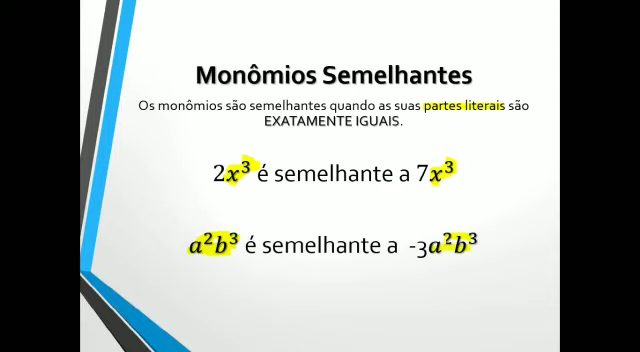 Monômios Semelhantes
Os monômios são semelhantes quando as suas partes literais são
EXATAMENTE IGUAIS.
2x³ é semelhante a 7x³
a²b³ é semelhante a -3a²b³